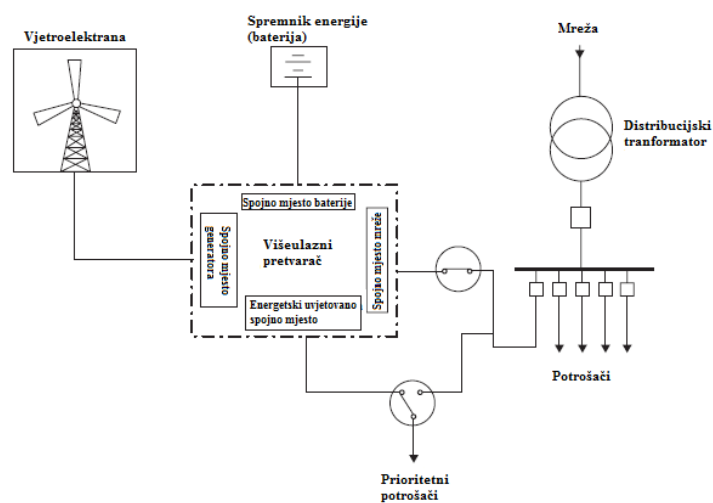 Spremnik energije
(baterija)
Vjetroelektrana
Mreža
Distribucijski
tranformator
Spojno mjesto baterije
Spojno mjesto
generatora
Višeulazni
pretvarač
Spojno mjesto mreže
Energetski uvjetovano
spojno mjesto
Potrošači
Prioritetni
potrošači